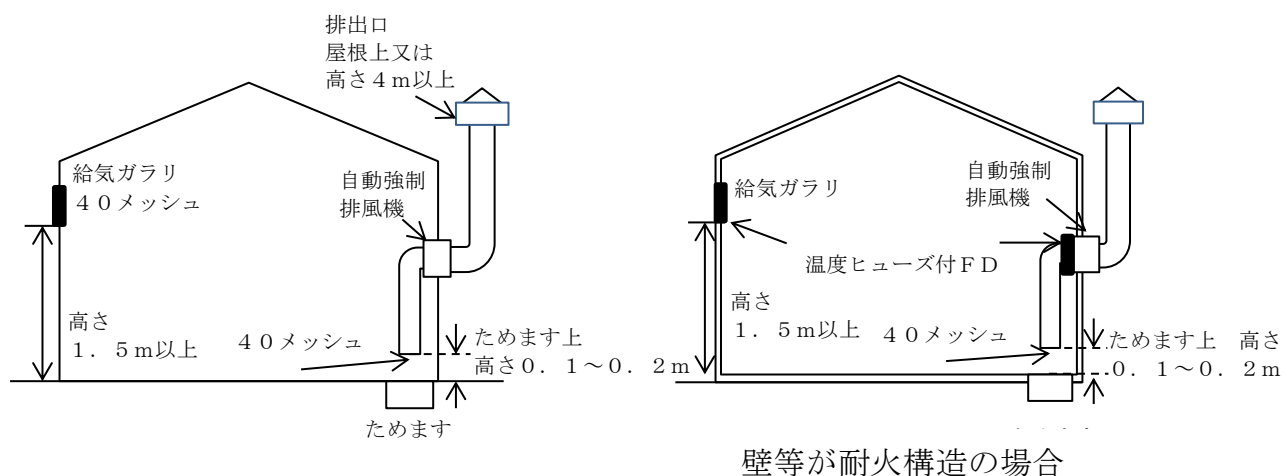 排出口
屋根上又は
高さ4m以上
給気ガラリ
40メッシュ
自動強制
排風機
高さ
1.5m以上
40メッシュ
ためます上
高さ0.1~0.2m
ためます
給気ガラリ
自動強制
排風機
温度ヒューズ付FD
高さ
1.5m以上
40メッシュ
ためます上 高さ
0.1~0.2m
壁等が耐火構造の場合